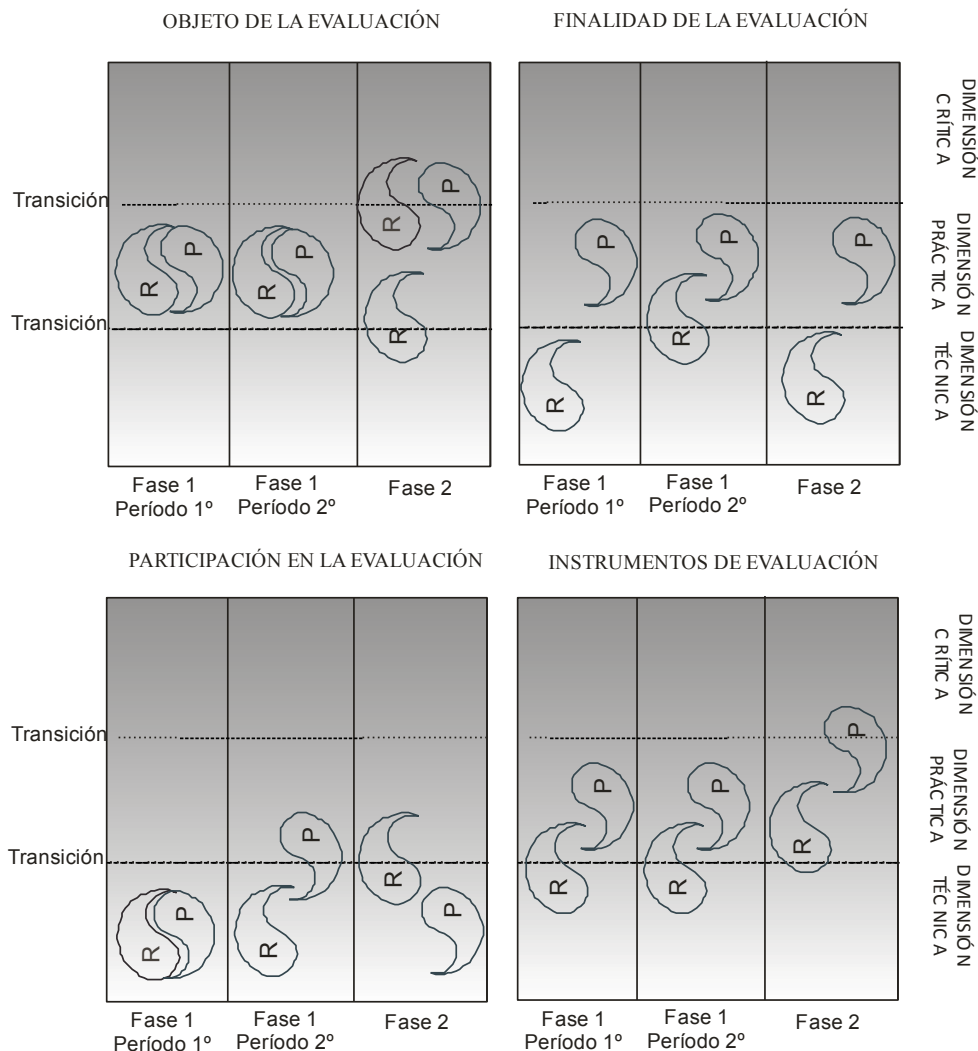 OBJETO DE LA EVALUACIÓN
FINALIDAD DE LA EVALUACIÓN
Transición
Transición
R
P
R
P
R
P
R
Fase 1
Período 1º
Fase 1
Período 2º
Fase 2
P
R
P
R
P
R
Fase 1
Período 1º
Fase 1
Período 2º
Fase 2
DIMENSIÓN
CRÍTICA
DIMENSIÓN
PRÁCTICA
DIMENSIÓN
TÉCNICA
PARTICIPACIÓN EN LA EVALUACIÓN
INSTRUMENTOS DE EVALUACIÓN
Transición
Transición
R
P
P
R
R
P
Fase 1
Período 1º
Fase 1
Período 2º
Fase 2
P
R
P
R
P
R
Fase 1
Período 1º
Fase 1
Período 2º
Fase 2
DIMENSIÓN
CRÍTICA
DIMENSIÓN
PRÁCTICA
DIMENSIÓN
TÉCNICA